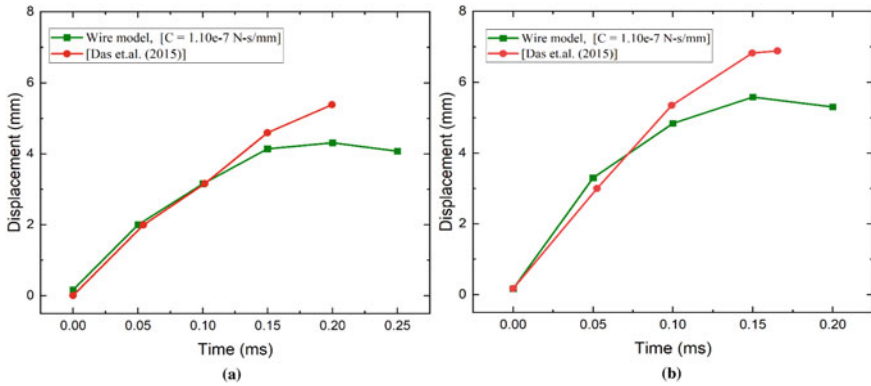 8
6
4
2
0
Displacement (mm)
Wire model, [C = 1.10e-7 N-s/mm]
[Das et.al. (2015)]
0.00 0.05 0.10 0.15 0.20 0.25
Time (ms)
(a)
8
6
4
2
0
Displacement (mm)
Wire model, [C = 1.10e-7 N-s/mm]
[Das et.al. (2015)]
0.00 0.05 0.10 0.15 0.20
Time (ms)
(b)